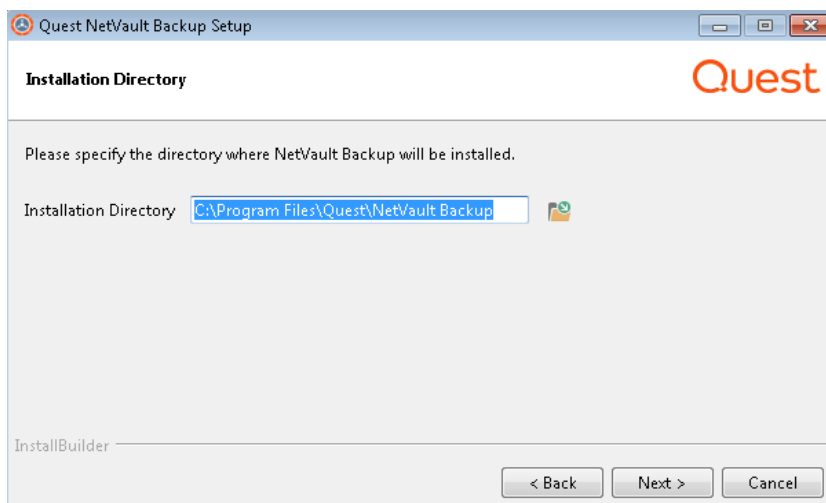 Quest NetVault Backup Setup
Installation Directory
Quest
Please specify the directory where NetVault Backup will be installed.
Installation Directory C:\Program Files\Quest\NetVault Backup
InstallBuilder
< Back Next > Cancel